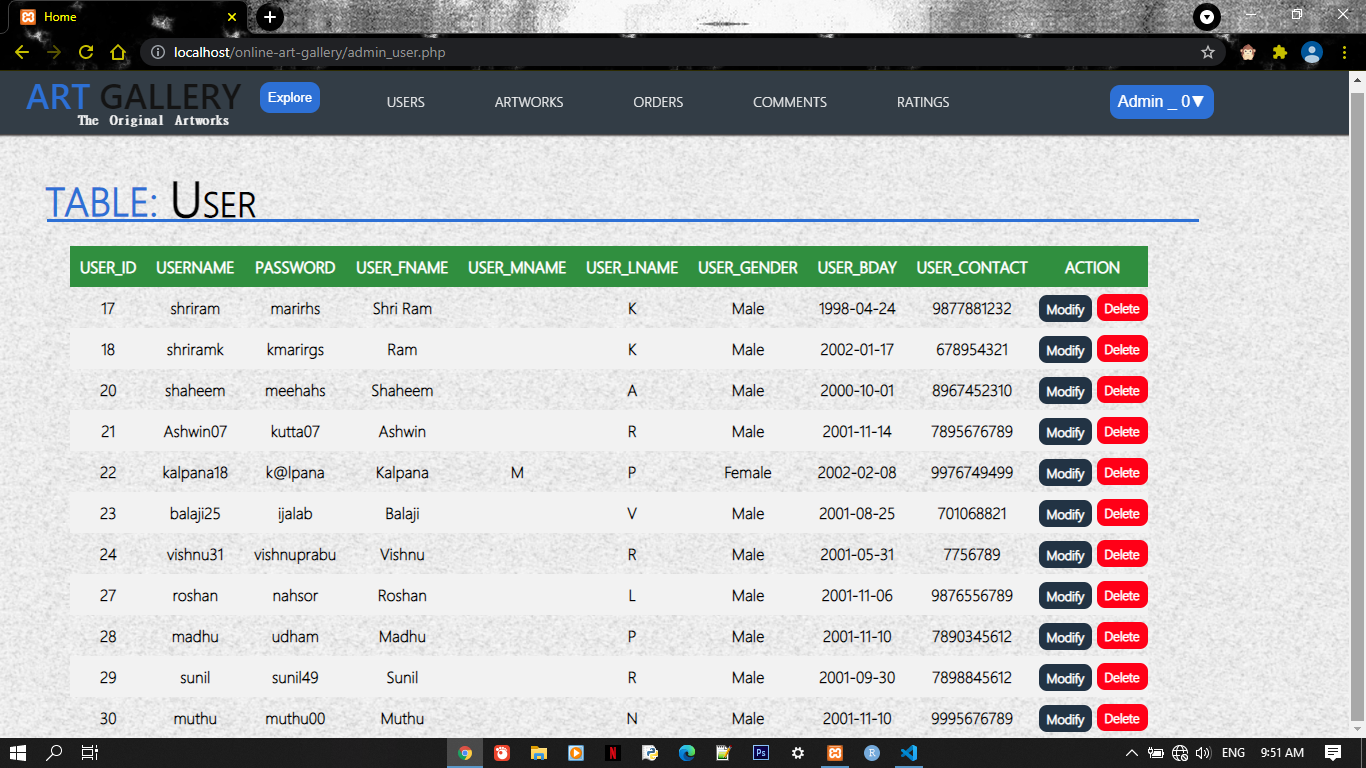 Home
localhost/online-art-gallery/admin_user.php
ART GALLERY
The Original Artworks
Explore
USERS ARTWORKS ORDERS COMMENTS RATINGS
Admin _ 0▼
TABLE: User
USER_ID USERNAME PASSWORD USER_FNAME USER_MNAME USER_LNAME USER_GENDER USER_BDAY USER_CONTACT ACTION
17 shriram marirhs Shri Ram K Male 1998-04-24 9877881232 Modify Delete
18 shriramk kmarirgs Ram K Male 2002-01-17 678954321 Modify Delete
20 shaheem meehahs Shaheem A Male 2000-10-01 8967452310 Modify Delete
21 Ashwin07 kutta07 Ashwin R Male 2001-11-14 7895676789 Modify Delete
22 kalpana18 k@lpana Kalpana M P Female 2002-02-08 9976749499 Modify Delete
23 balaji25 ijalab Balaji V Male 2001-08-25 701068821 Modify Delete
24 vishnu31 vishnuprabu Vishnu R Male 2001-05-31 7756789 Modify Delete
27 roshan nahsor Roshan L Male 2001-11-06 9876556789 Modify Delete
28 madhu udham Madhu P Male 2001-11-10 7890345612 Modify Delete
29 sunil sunil49 Sunil R Male 2001-09-30 7898845612 Modify Delete
30 muthu muthu00 Muthu N Male 2001-11-10 9995676789 Modify Delete
N Ps R ENG 9:51 AM